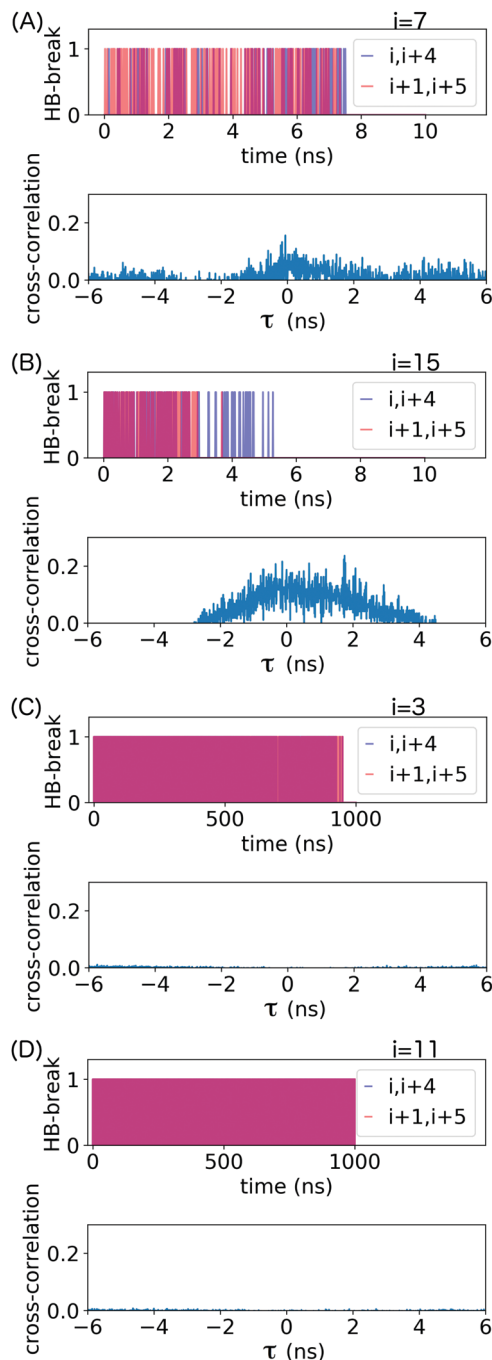 (A)
i=7
HB-break
1
0
i,i+4
i+1,i+5
0 2 4 6 8 10
time (ns)
cross-correlation
0.2
0.0
−6 −4 −2 0 2 4 6
τ (ns)
(B)
i=15
HB-break
1
0
i,i+4
i+1,i+5
0 2 4 6 8 10
time (ns)
cross-correlation
0.2
0.0
−6 −4 −2 0 2 4 6
τ (ns)
(C)
i=3
HB-break
1
0
i,i+4
i+1,i+5
0 500 1000
time (ns)
cross-correlation
0.2
0.0
−6 −4 −2 0 2 4 6
τ (ns)
(D)
i=11
HB-break
1
0
i,i+4
i+1,i+5
0 500 1000
time (ns)
cross-correlation
0.2
0.0
−6 −4 −2 0 2 4 6
τ (ns)